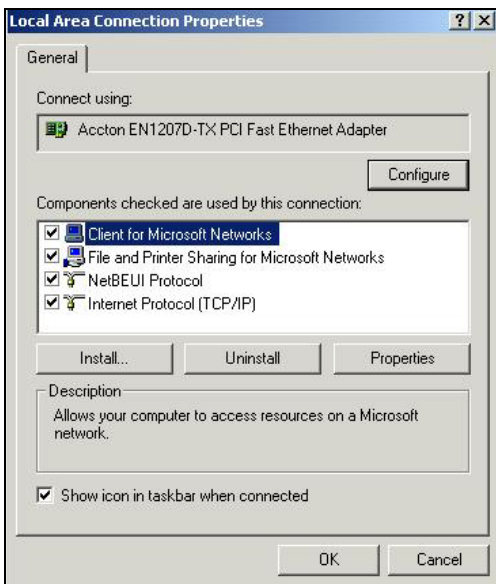 Local Area Connection Properties
General
Connect using:
Accton EN1207D-TX PCI Fast Ethernet Adapter
Configure
Components checked are used by this connection:
Client for Microsoft Networks
File and Printer Sharing for Microsoft Networks
NetBEUI Protocol
Internet Protocol (TCP/IP)
Install... Uninstall Properties
Description
Allows your computer to access resources on a Microsoft
network.
Show icon in taskbar when connected
OK Cancel